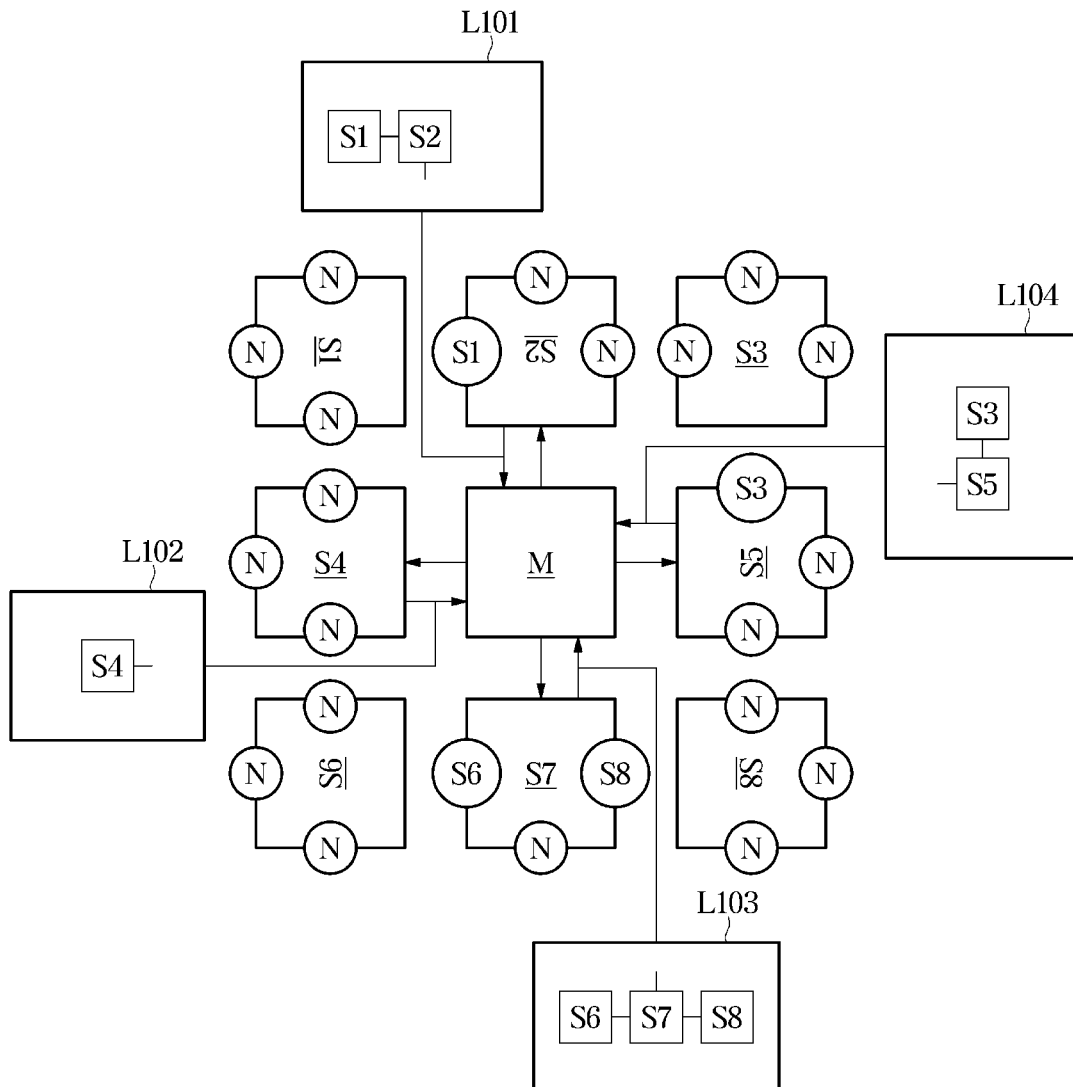 L101
S1 S2
N N N
L104
N S1 S1 S2 N N S3 N
S3
N
S5
N S3
L102
N S4 M S5 N
S4
N N
N N
N S6 S6 S7 S8 S8 N
N N N
L103
S6 S7 S8